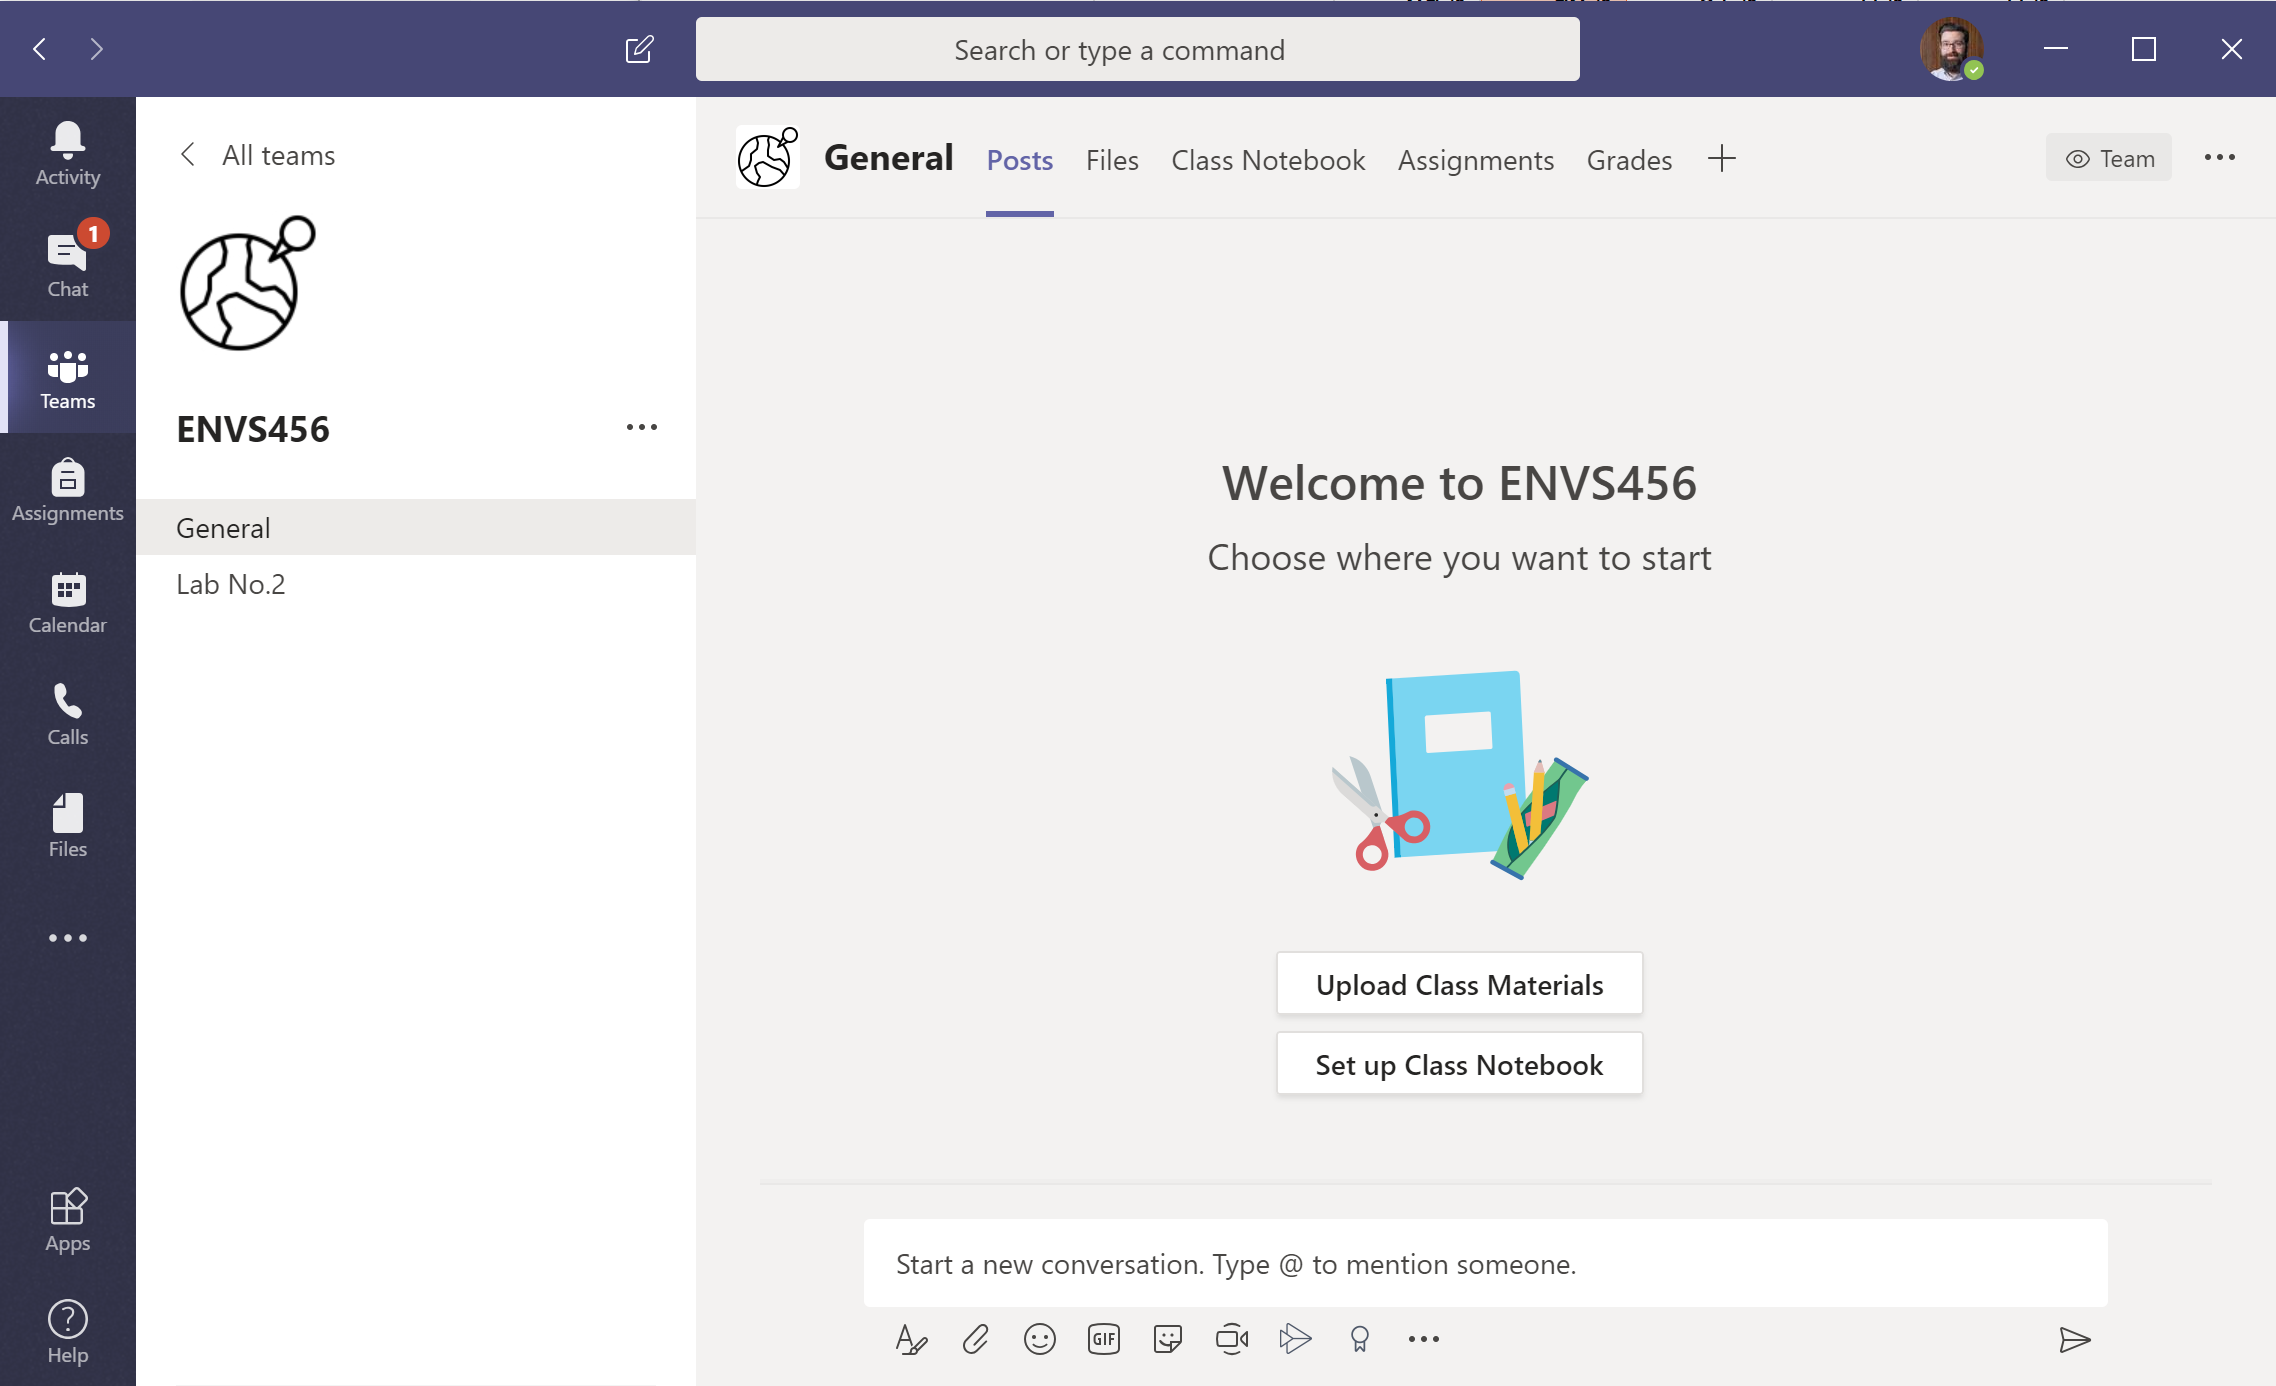 Search or type a command
Activity
1
Chat
Teams
Assignments
Calendar
Calls
Files
Apps
Help
All teams
ENVS456
General
Lab No.2
General Posts Files Class Notebook Assignments Grades
Team
Welcome to ENVS456
Choose where you want to start
Upload Class Materials
Set up Class Notebook
Start a new conversation. Type @ to mention someone.
GIF